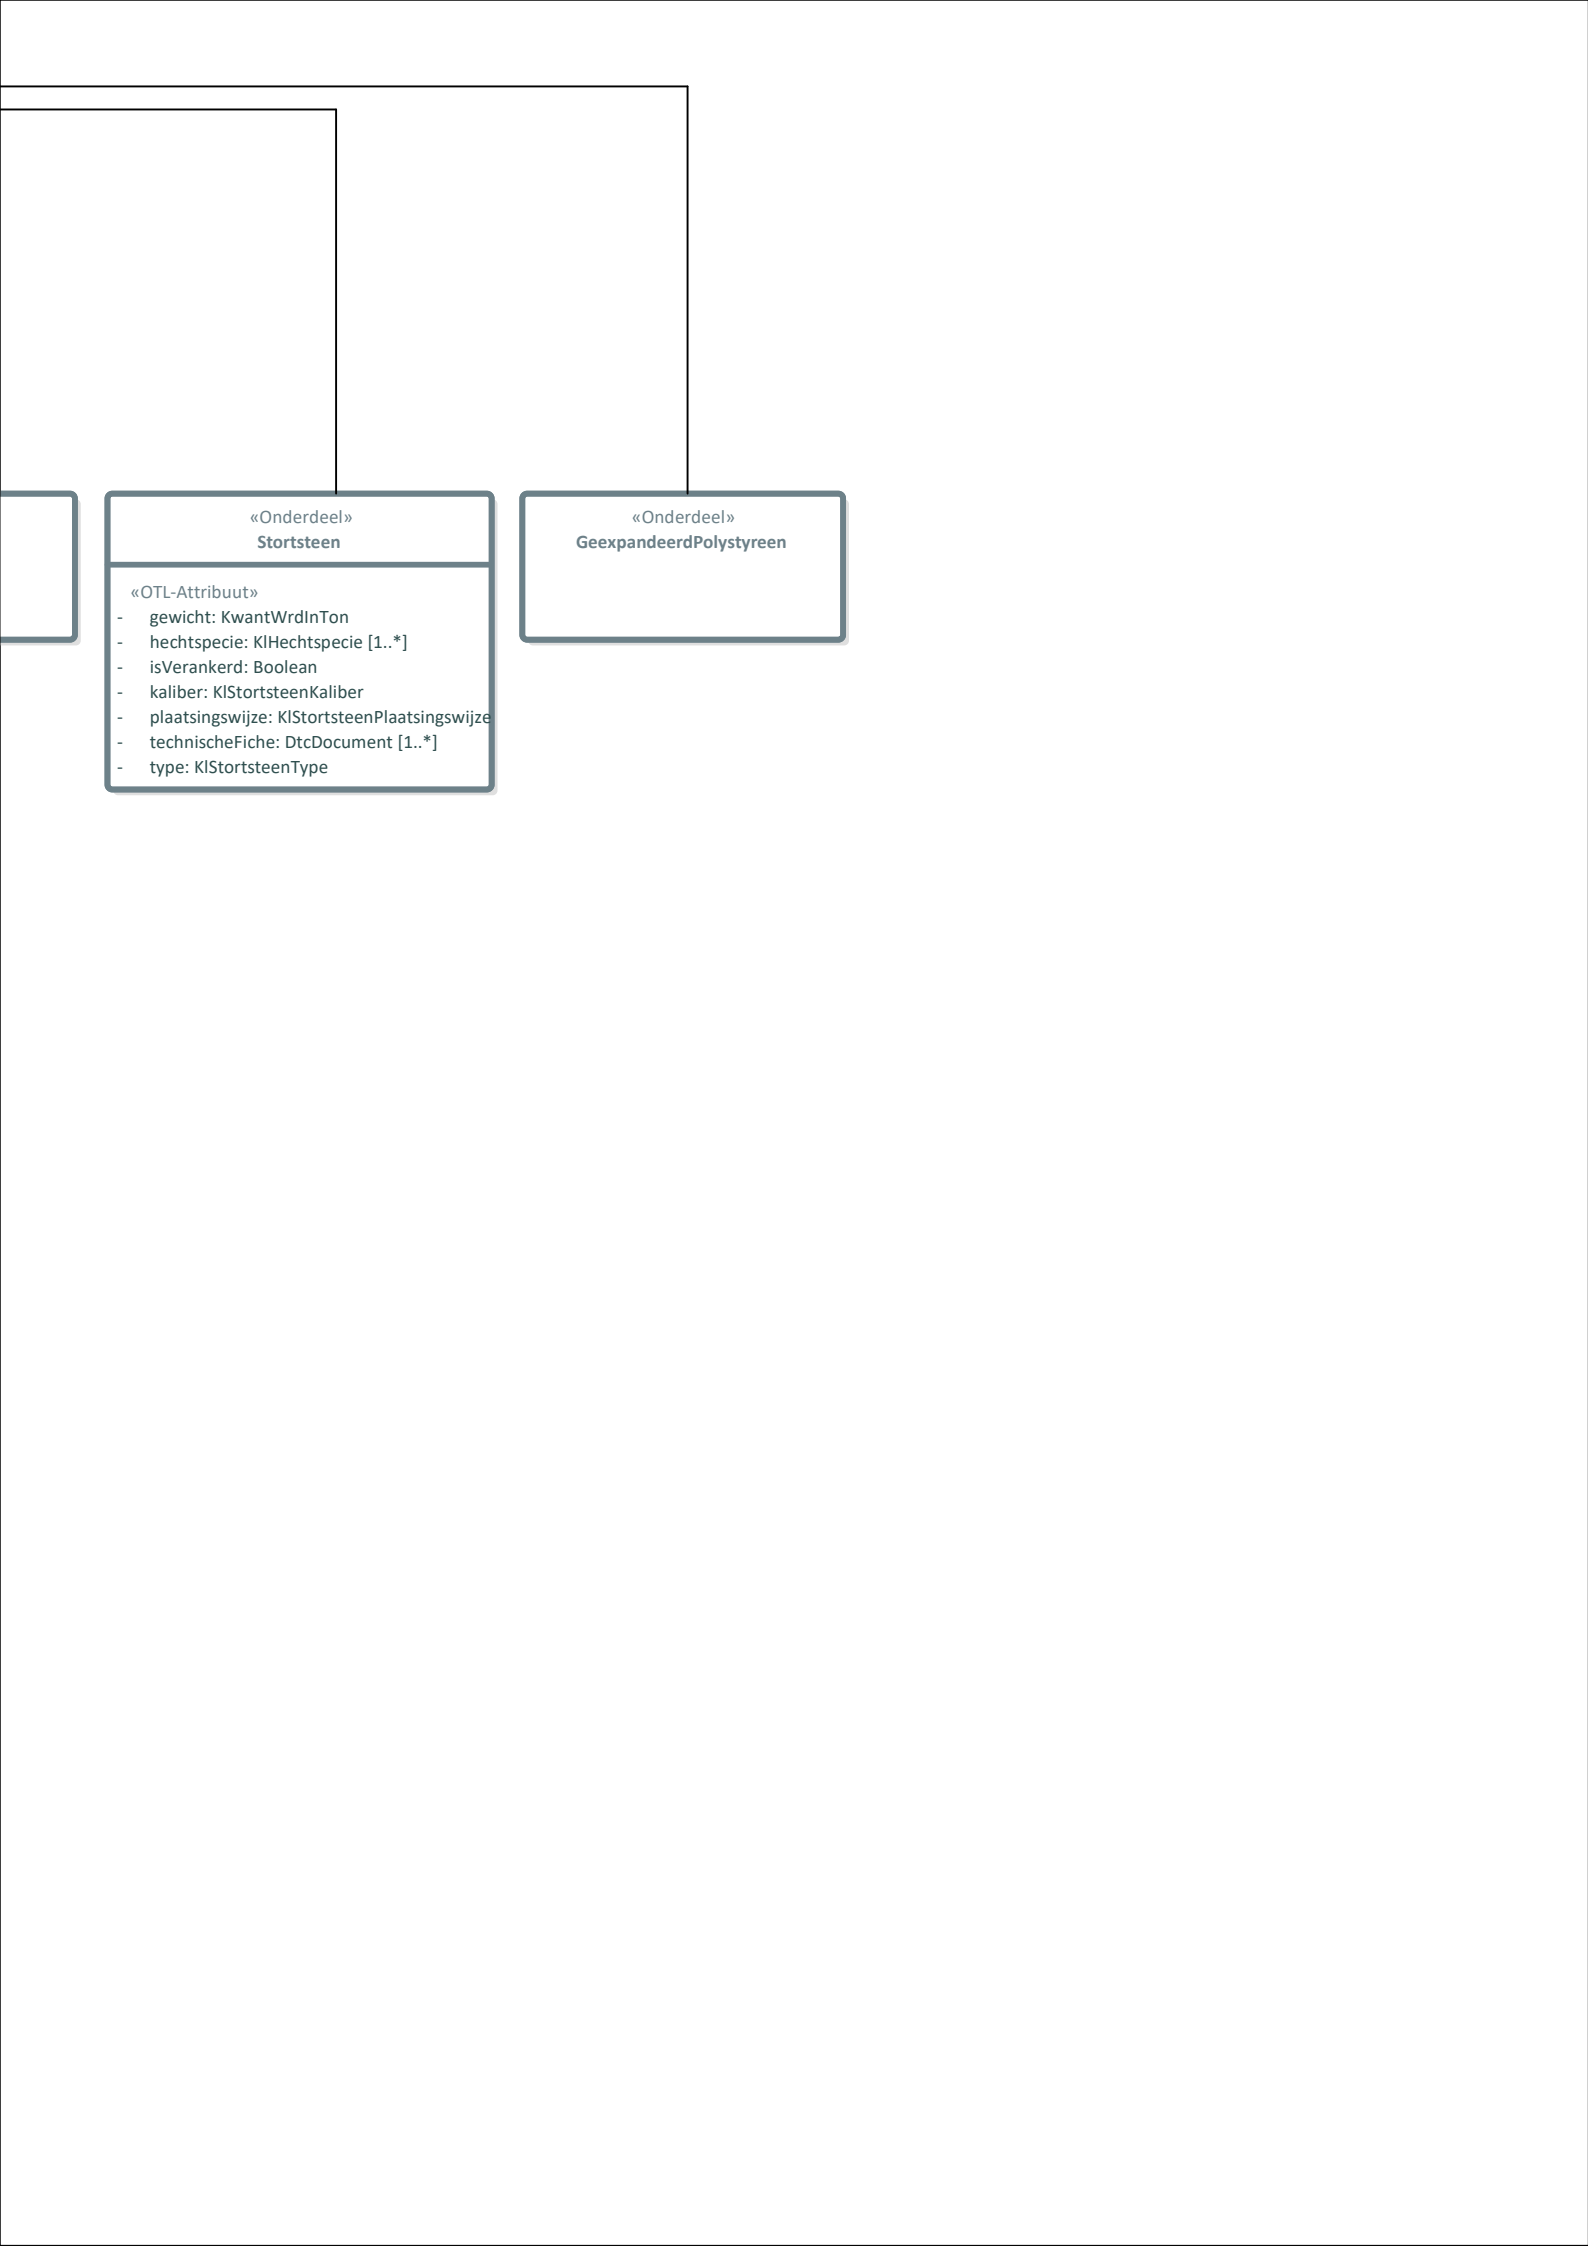 «Onderdeel»
Stortsteen
«OTL-Attribuut»
- gewicht: KwantWrdInTon
- hechtspecie: KlHechtspecie [1..*]
- isVerankerd: Boolean
- kaliber: KlStortsteenKaliber
- plaatsingswijze: KlStortsteenPlaatsingswijze
- technischeFiche: DtcDocument [1..*]
- type: KlStortsteenType
«Onderdeel»
GeexpandeerdPolystyreen